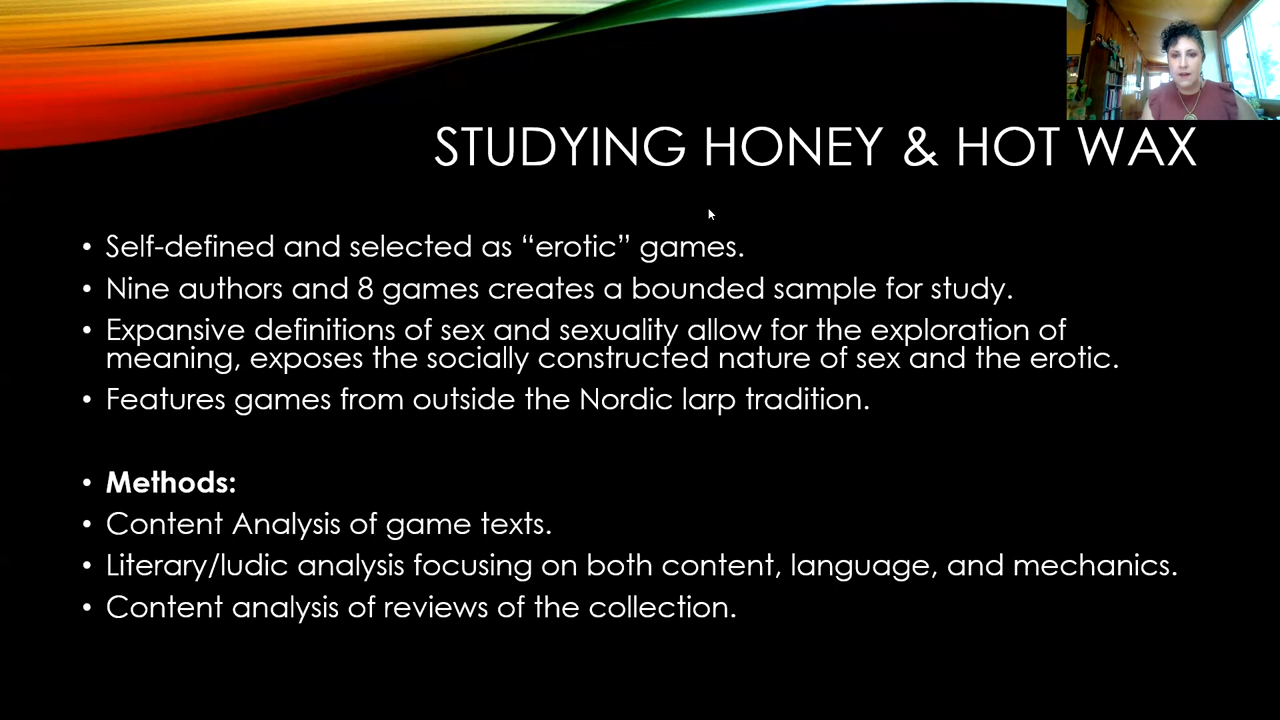 STUDYING HONEY & HOT WAX
• Self-defined and selected as “erotic” games.
• Nine authors and 8 games creates a bounded sample for study.
• Expansive definitions of sex and sexuality allow for the exploration of
meaning, exposes the socially constructed nature of sex and the erotic.
• Features games from outside the Nordic larp tradition.
• Methods:
• Content Analysis of game texts.
• Literary/ludic analysis focusing on both content, language, and mechanics.
• Content analysis of reviews of the collection.